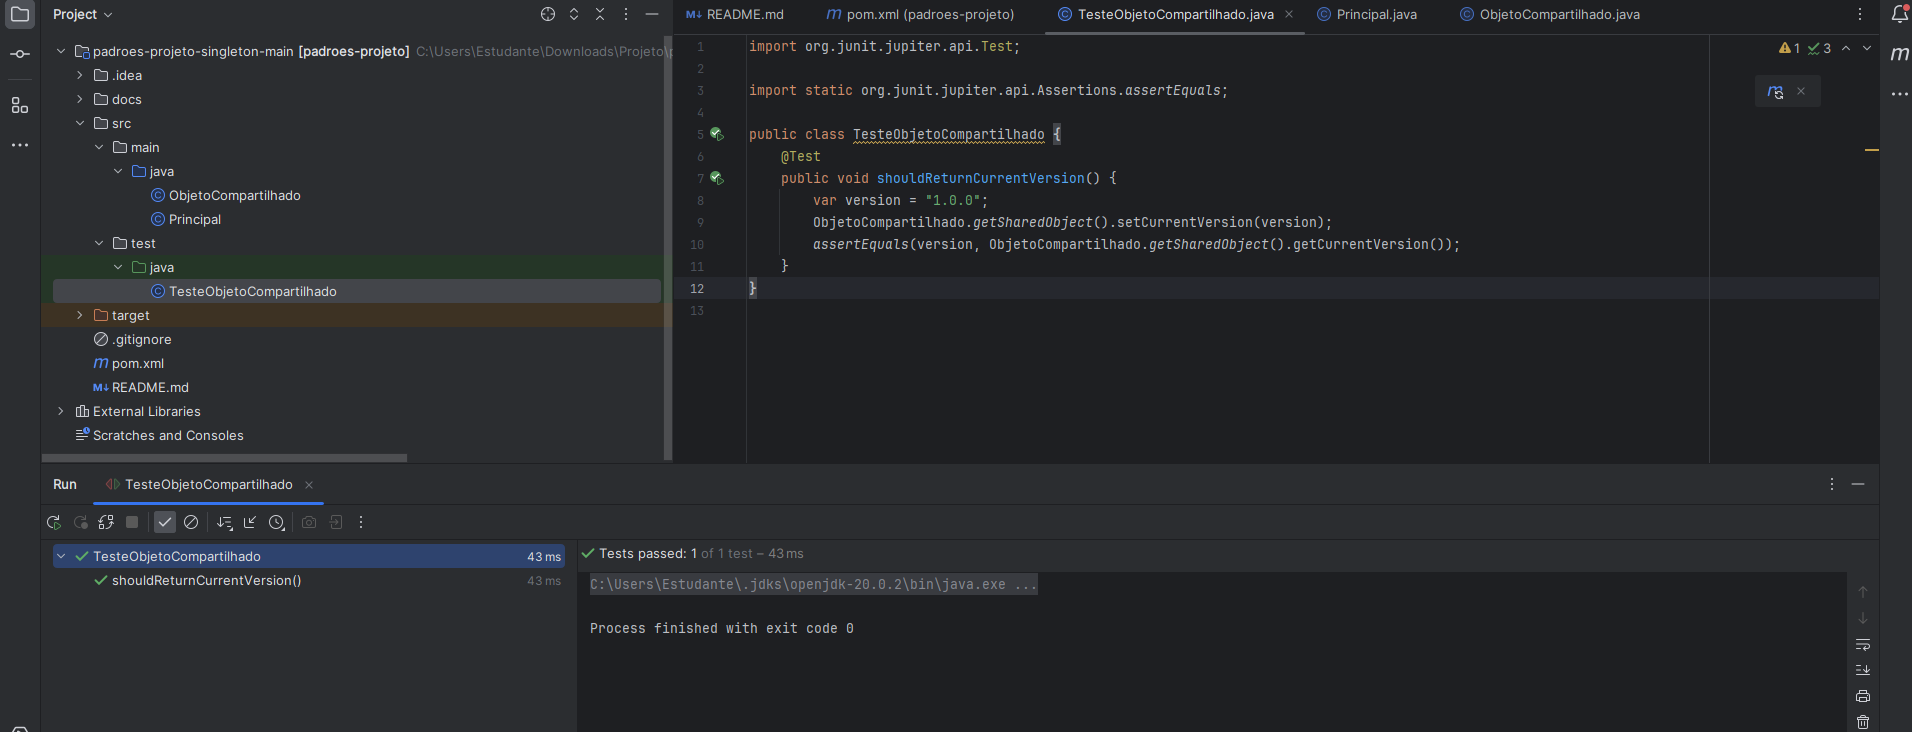 Project
README.md
pom.xml (padroes-projeto)
TesteObjetoCompartilhado.java
Principal.java
ObjetoCompartilhado.java
padroes-projeto-singleton-main [padroes-projeto] C:\Users\Estudante\Downloads\Projeto\
.idea
docs
src
main
java
ObjetoCompartilhado
Principal
test
java
TesteObjetoCompartilhado
target
.gitignore
pom.xml
README.md
External Libraries
Scratches and Consoles
1 import org.junit.jupiter.api.Test;
2
3 import static org.junit.jupiter.api.Assertions.assertEquals;
4
5 public class TesteObjetoCompartilhado {
6 @Test
7 public void shouldReturnCurrentVersion() {
8 var version = "1.0.0";
9 ObjetoCompartilhado.getSharedObject().setCurrentVersion(version);
10 assertEquals(version, ObjetoCompartilhado.getSharedObject().getCurrentVersion());
11 }
12 }
13
1 3
Run TesteObjetoCompartilhado
TesteObjetoCompartilhado 43 ms
shouldReturnCurrentVersion() 43 ms
Tests passed: 1 of 1 test – 43 ms
C:\Users\Estudante\.jdks\openjdk-20.0.2\bin\java.exe ...
Process finished with exit code 0